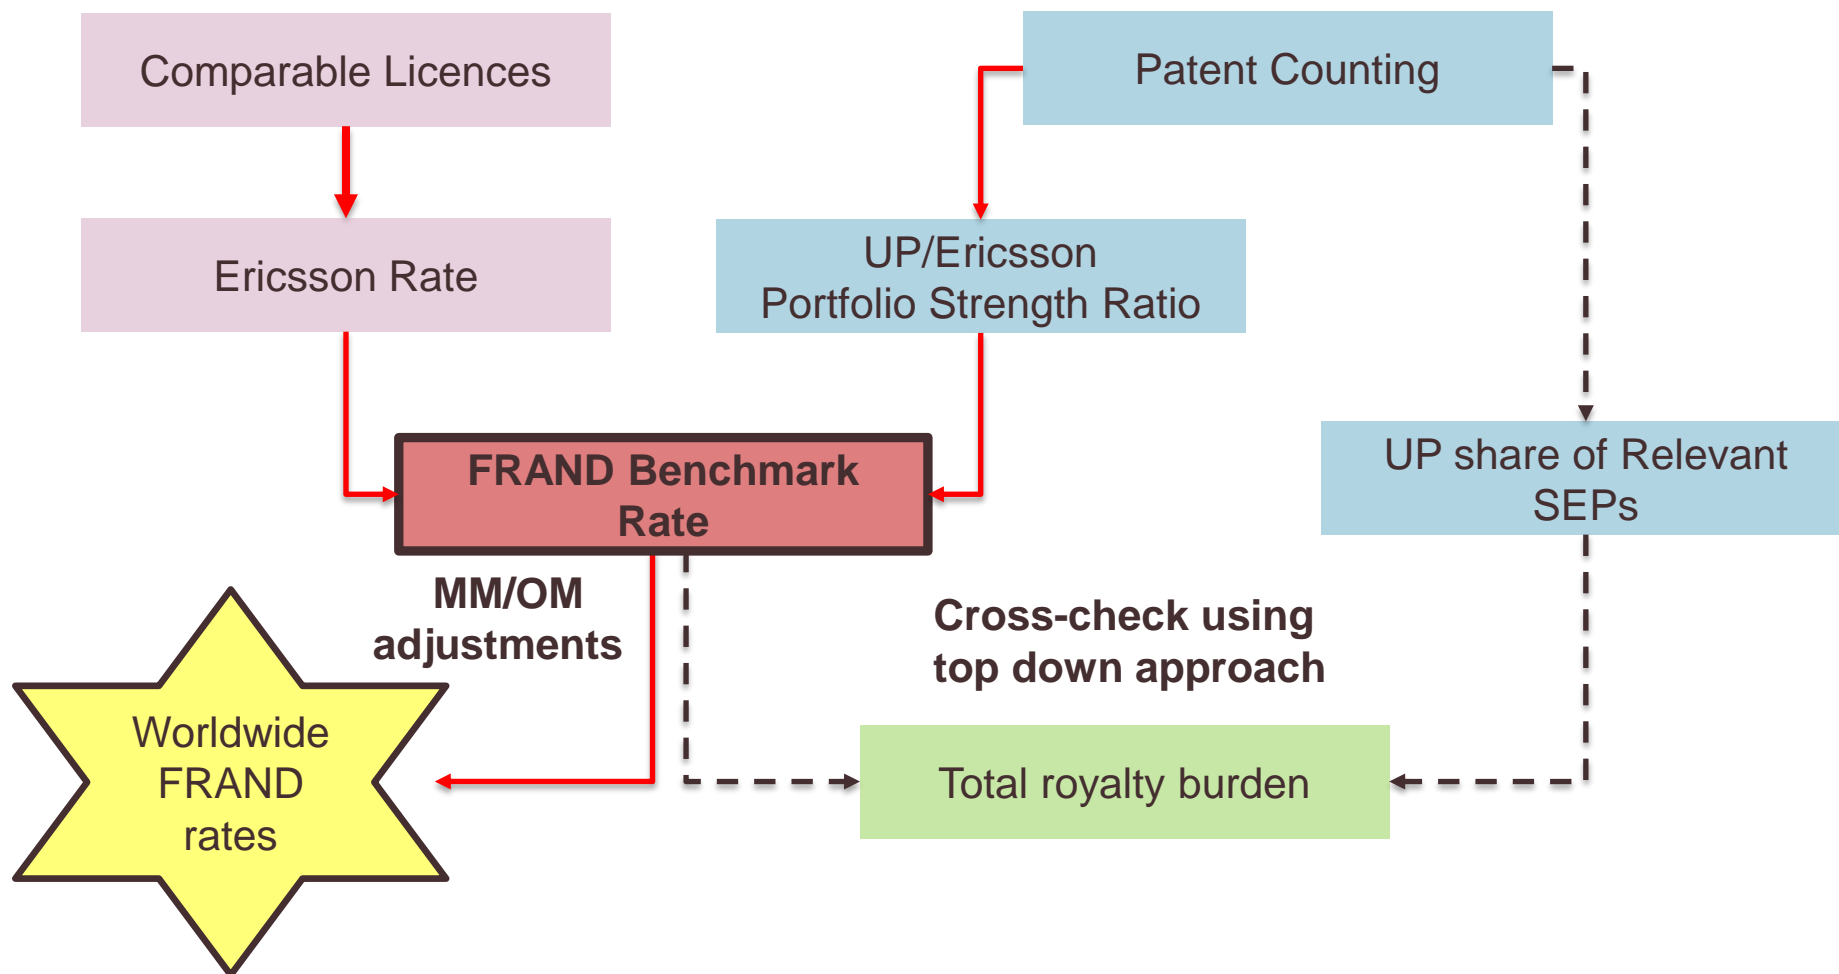 Comparable Licences
Patent Counting
Ericsson Rate
UP/Ericsson
Portfolio Strength Ratio
FRAND Benchmark
Rate
UP share of Relevant
SEPs
MM/OM
adjustments
Cross-check using
top down approach
Worldwide
FRAND
rates
Total royalty burden